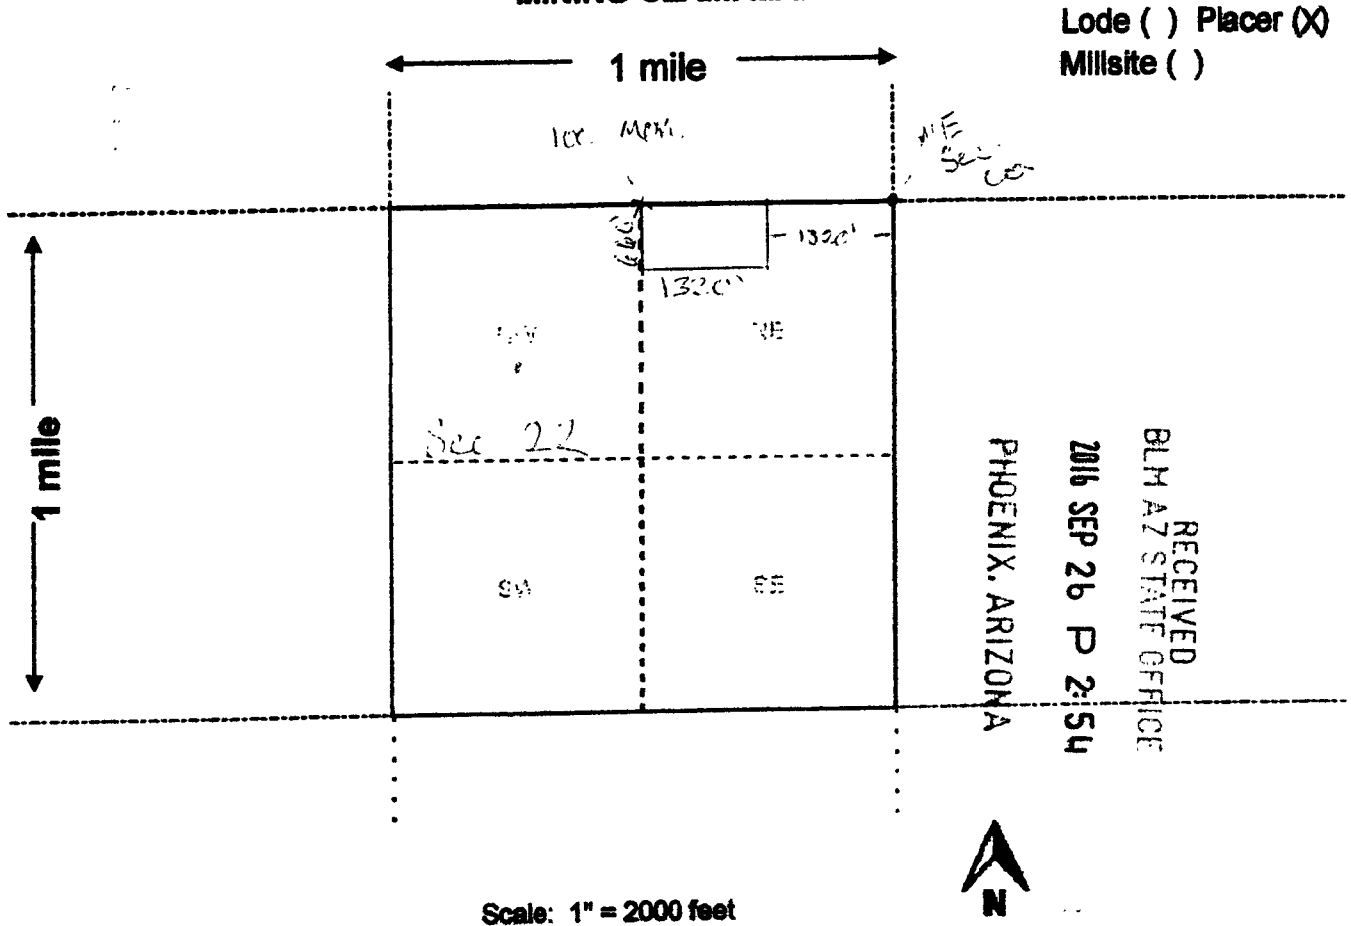 Lode ( ) Placer (X)
Millsite ( )
1 mile
NE
Sec.
Cor
660'
1320'
1320'
NE
Sec 22
1 mile
SW
SE
RECEIVED
BLM AZ STATE OFFICE
2016 SEP 26 P 2:54
PHOENIX, ARIZONA
N
Scale: 1" = 2000 feet